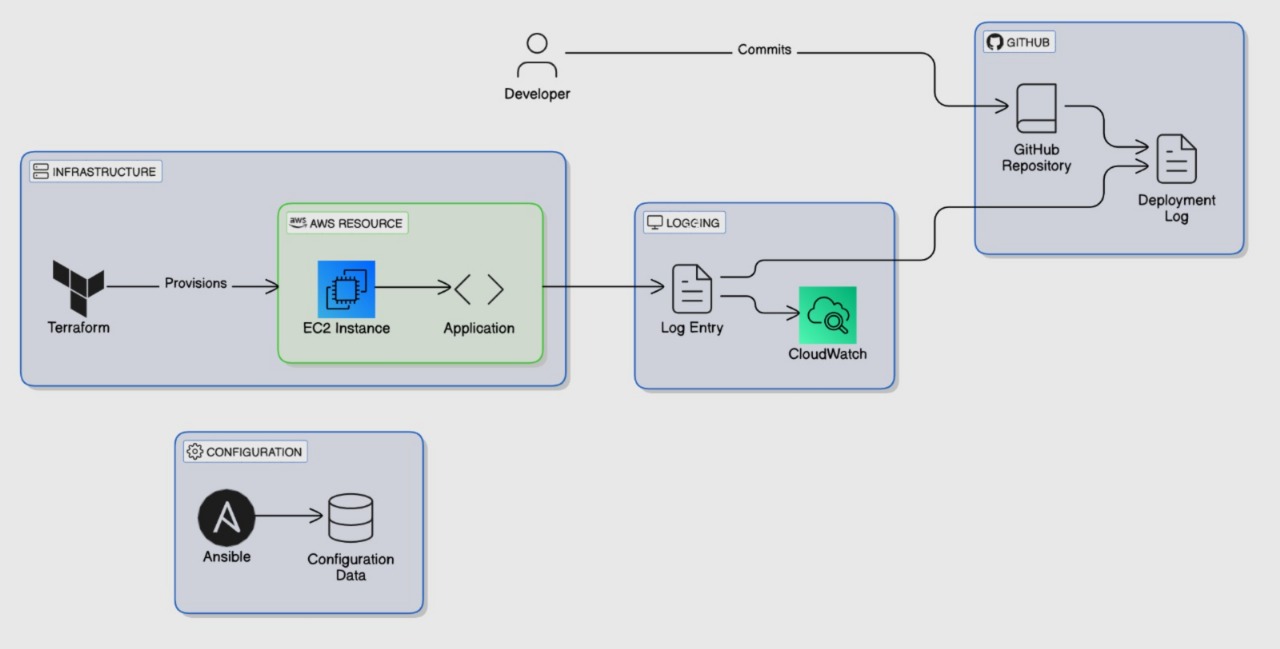 Commits
GITHUB
Developer
GitHub
Repository
Deployment
Log
INFRASTRUCTURE
aws AWS RESOURCE
LOGGING
Provisions
Terraform
EC2 Instance
Application
Log Entry
CloudWatch
CONFIGURATION
Ansible
Configuration
Data